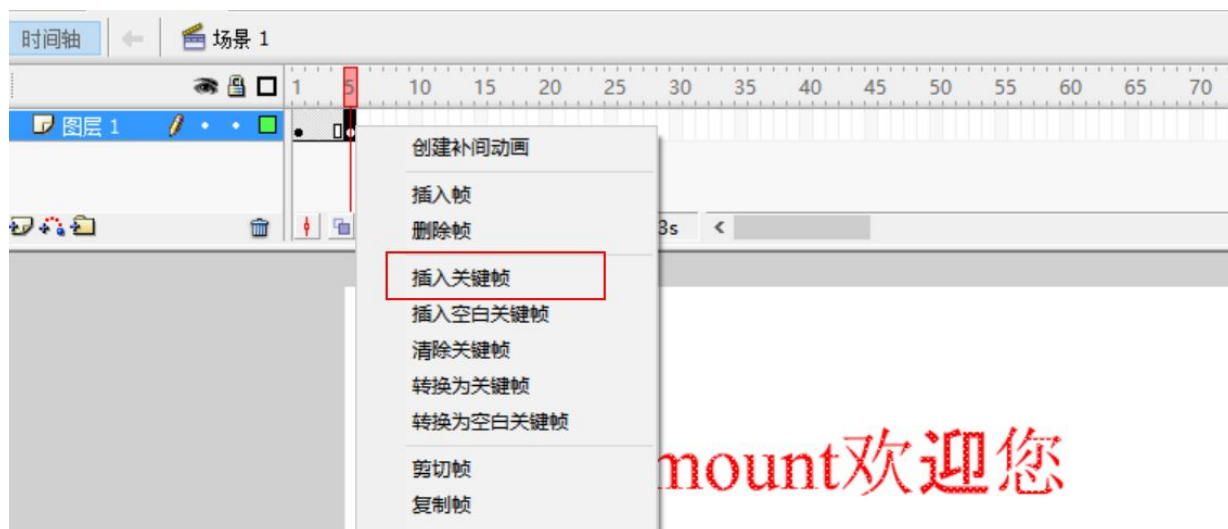 时间轴 场景 1
1 5 10 15 20 25 30 35 40 45 50 55 60 65 70
图层 1
创建补间动画
插入帧
删除帧
3s
插入关键帧
插入空白关键帧
清除关键帧
转换为关键帧
转换为空白关键帧
剪切帧
复制帧
mount欢迎您